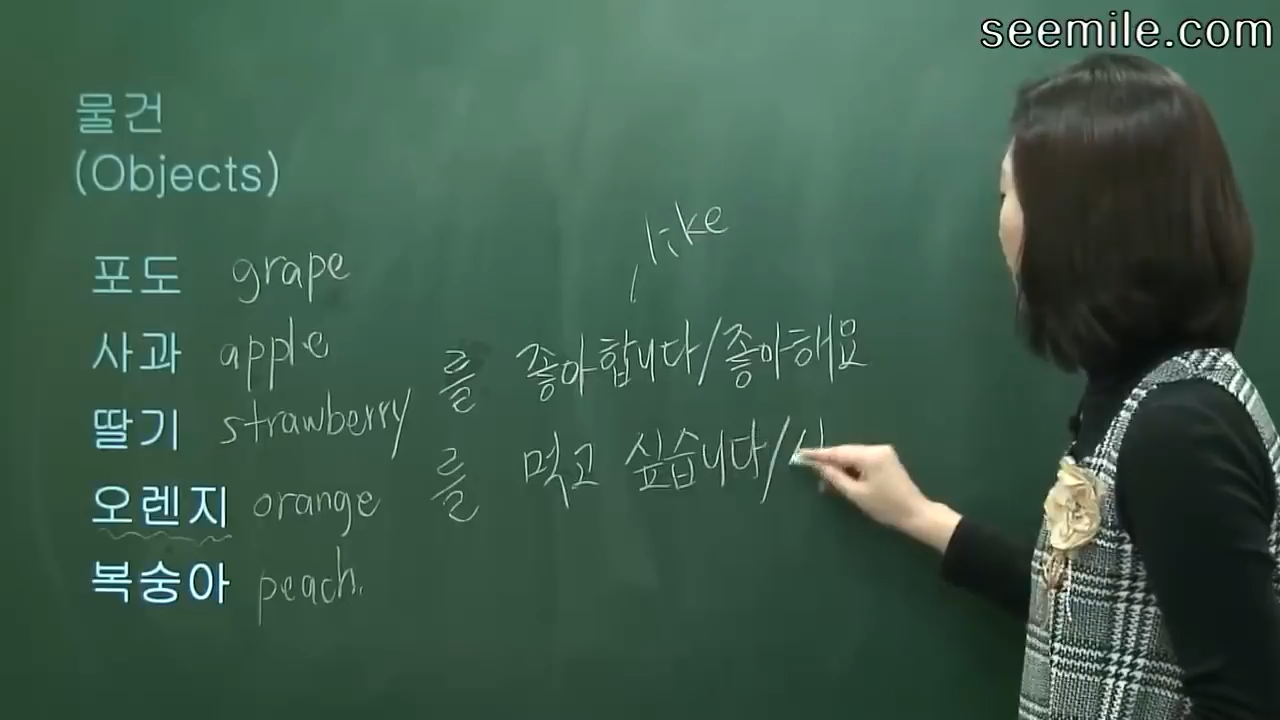 seemile.com
물건
(Objects)
like
포도 grape
사과 apple
를 좋아합니다/좋아해요
딸기 strawberry
를 먹고 싶습니다/
오렌지 orange
복숭아 peach.